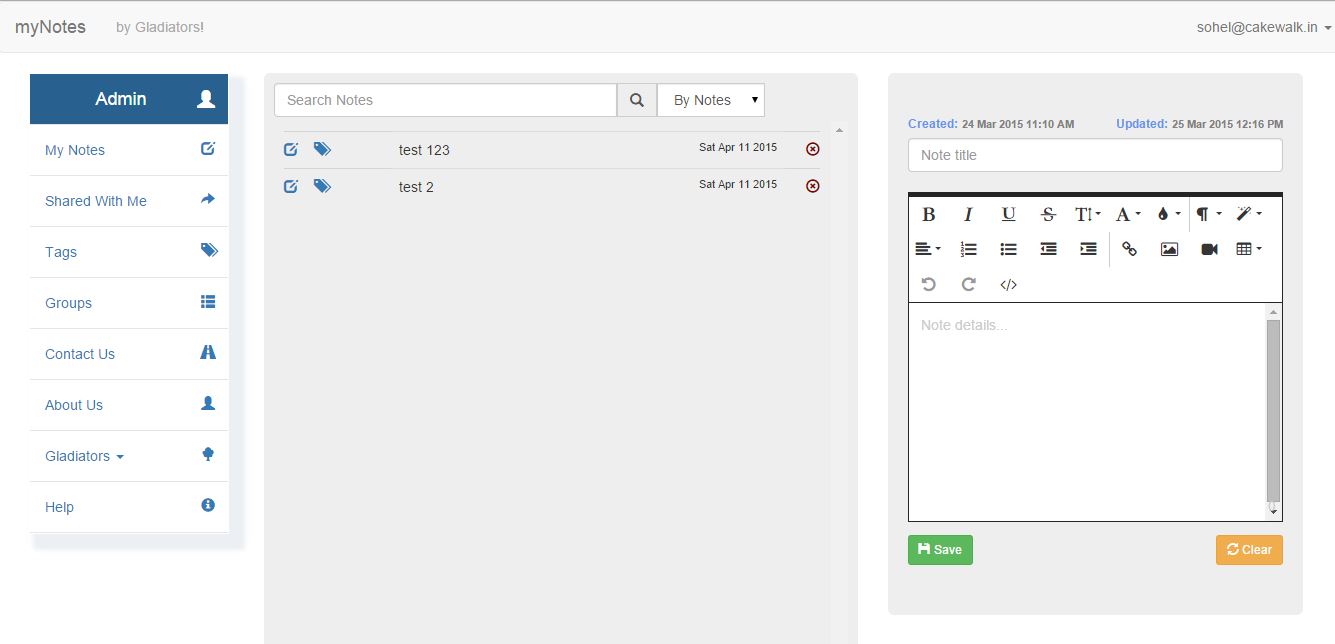 myNotes by Gladiators! sohel@cakewalk.in
Admin
My Notes
Shared With Me
Tags
Groups
Contact Us
About Us
Gladiators
Help
Search Notes By Notes
test 123 Sat Apr 11 2015
test 2 Sat Apr 11 2015
Created: 24 Mar 2015 11:10 AM Updated: 25 Mar 2015 12:16 PM
Note title
B I U S T A ¶
</>
Note details...
Save Clear